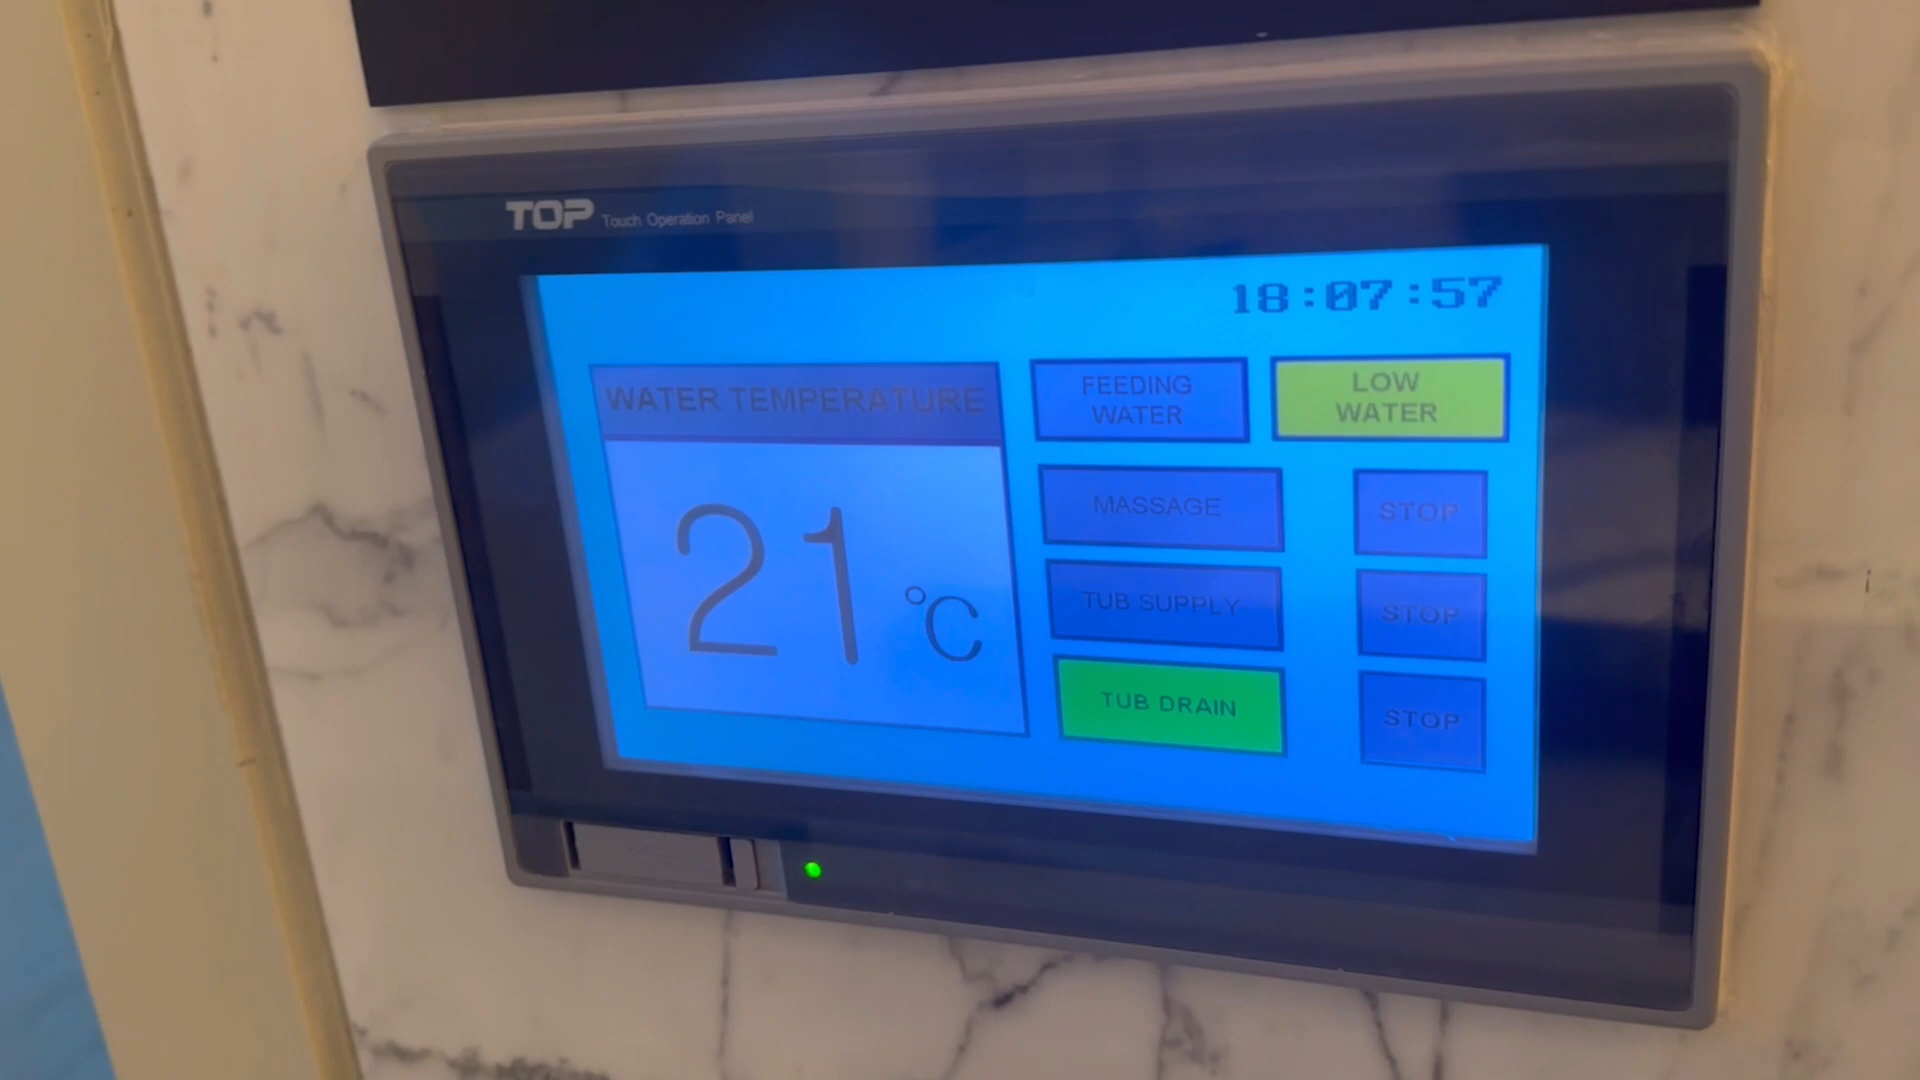 TOP Touch Operation Panel
18:07:57
WATER TEMPERATURE
21 °C
FEEDING
WATER
LOW
WATER
MASSAGE
STOP
TUB SUPPLY
STOP
TUB DRAIN
STOP